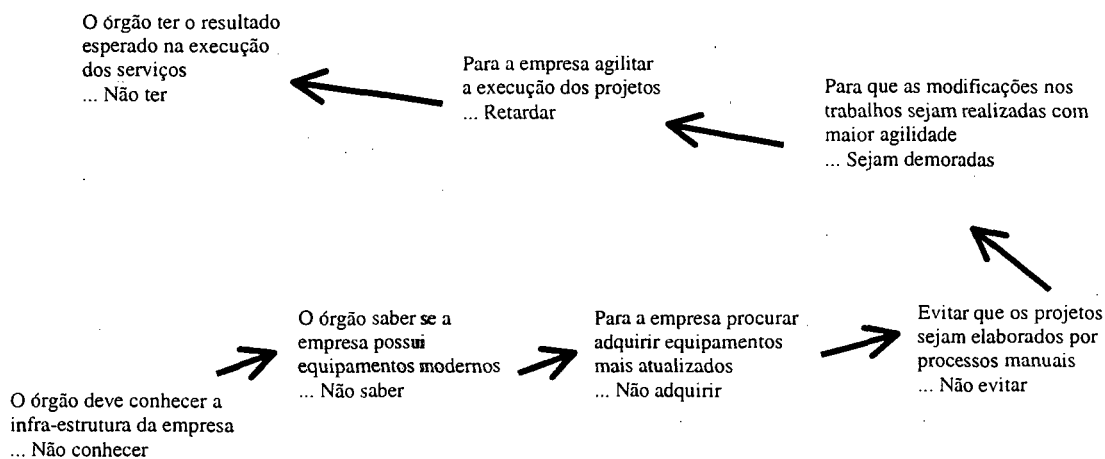 O órgão ter o resultado
esperado na execução
dos serviços
... Não ter
Para a empresa agilitar
a execução dos projetos
... Retardar
Para que as modificações nos
trabalhos sejam realizadas com
maior agilidade
... Sejam demoradas
O órgão saber se a
empresa possui
equipamentos modernos
... Não saber
Para a empresa procurar
adquirir equipamentos
mais atualizados
... Não adquirir
Evitar que os projetos
sejam elaborados por
processos manuais
... Não evitar
O órgão deve conhecer a
infra-estrutura da empresa
... Não conhecer